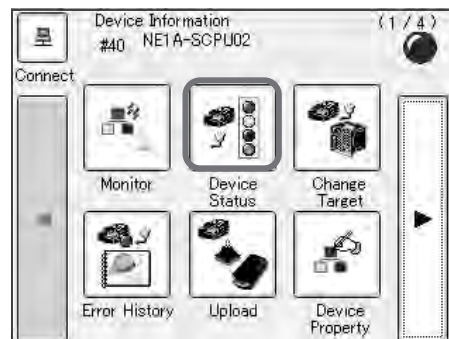 Device Information
(1/4)
#40 NE1A-SCPU02
Connect
Monitor
Device
Status
Change
Target
Error History
Upload
Device
Property